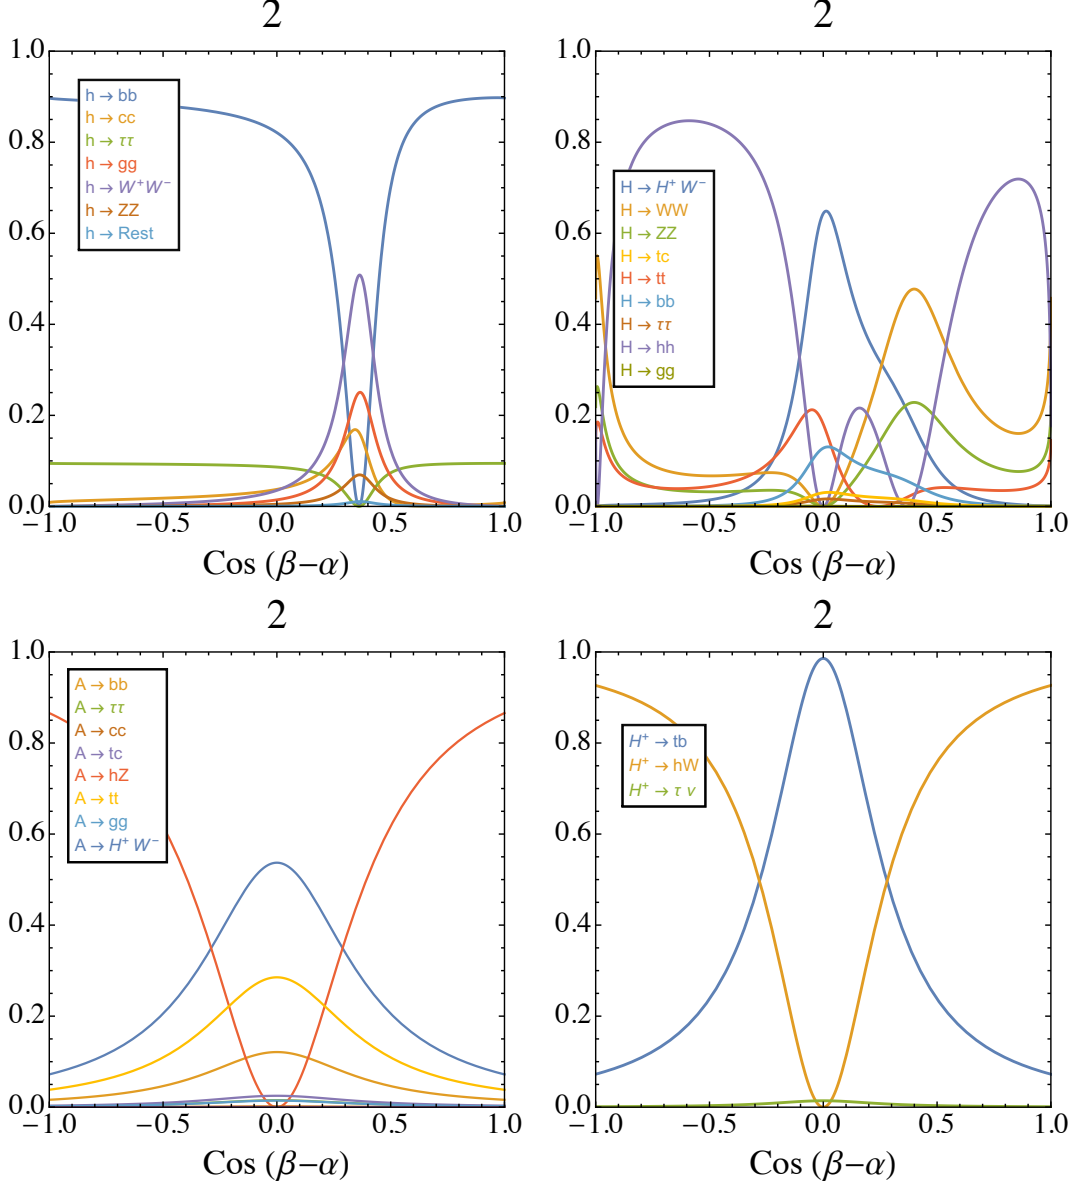 2
1.0
0.8
0.6
0.4
0.2
0.0
h → bb
h → cc
h → ττ
h → gg
h → W⁺W⁻
h → ZZ
h → Rest
−1.0 −0.5 0.0 0.5 1.0
Cos (β−α)
2
1.0
0.8
0.6
0.4
0.2
0.0
H → H⁺ W⁻
H → WW
H → ZZ
H → tc
H → tt
H → bb
H → ττ
H → hh
H → gg
−1.0 −0.5 0.0 0.5 1.0
Cos (β−α)
2
1.0
0.8
0.6
0.4
0.2
0.0
A → bb
A → ττ
A → cc
A → tc
A → hZ
A → tt
A → gg
A → H⁺ W⁻
−1.0 −0.5 0.0 0.5 1.0
Cos (β−α)
2
1.0
0.8
0.6
0.4
0.2
0.0
H⁺ → tb
H⁺ → hW
H⁺ → τ ν
−1.0 −0.5 0.0 0.5 1.0
Cos (β−α)